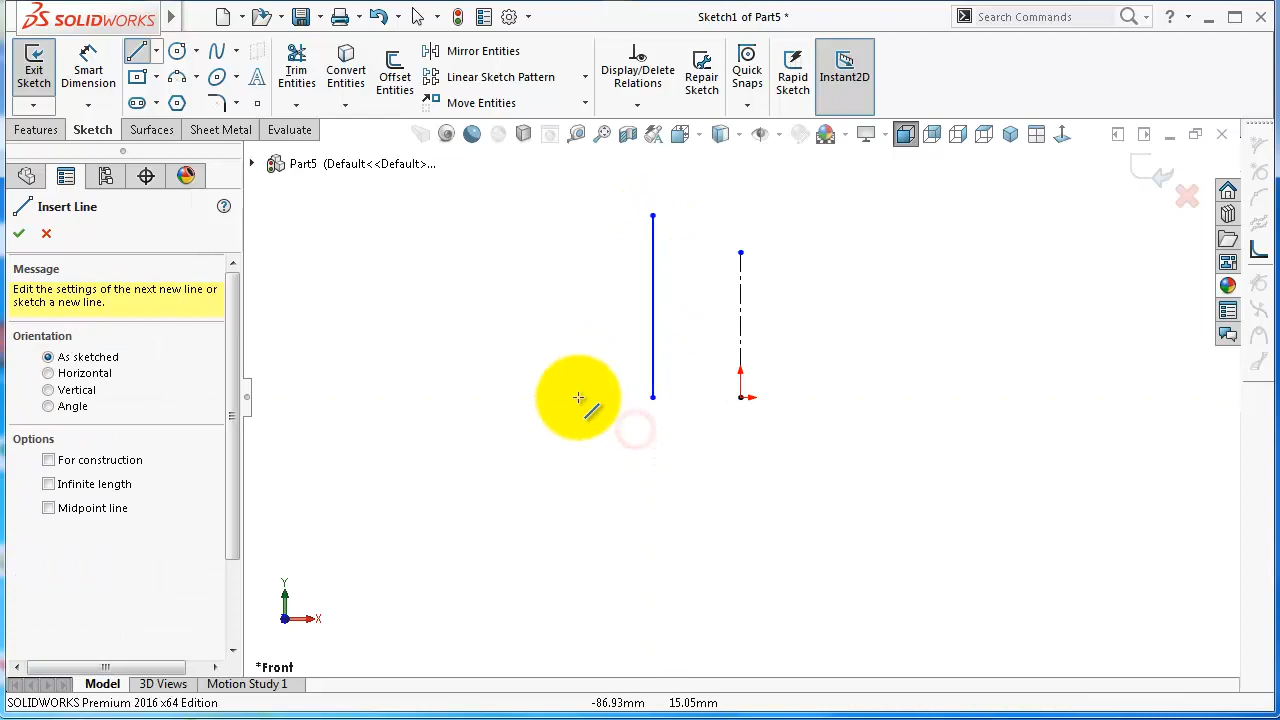 SOLIDWORKS
Sketch1 of Part5 *
Search Commands
Exit Sketch
Smart Dimension
Trim Entities
Convert Entities
Offset Entities
Mirror Entities
Linear Sketch Pattern
Move Entities
Display/Delete Relations
Repair Sketch
Quick Snaps
Rapid Sketch
Instant2D
Features
Sketch
Surfaces
Sheet Metal
Evaluate
Part5 (Default<<Default>...
Insert Line
Message
Edit the settings of the next new line or
sketch a new line.
Orientation
As sketched
Horizontal
Vertical
Angle
Options
For construction
Infinite length
Midpoint line
Y
X
*Front
Model
3D Views
Motion Study 1
SOLIDWORKS Premium 2016 x64 Edition
-86.93mm
15.05mm